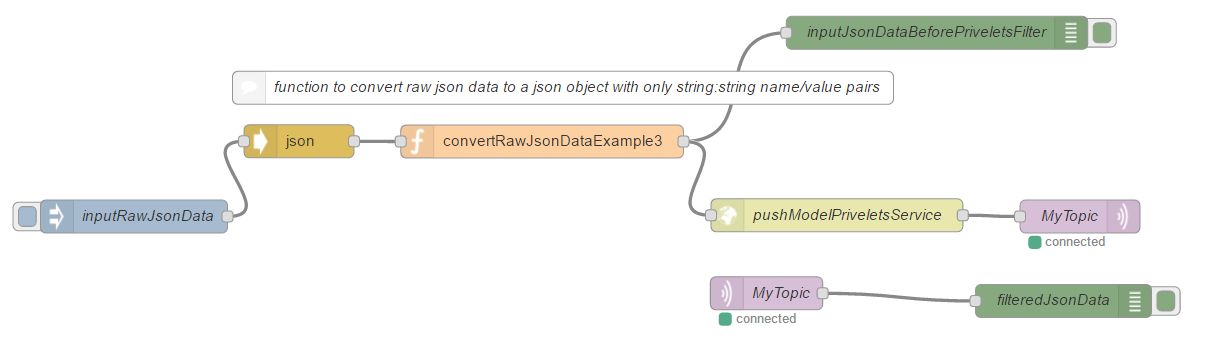 inputJsonDataBeforePriveletsFilter
function to convert raw json data to a json object with only string:string name/value pairs
json
convertRawJsonDataExample3
inputRawJsonData
pushModelPriveletsService
MyTopic
connected
MyTopic
filteredJsonData
connected